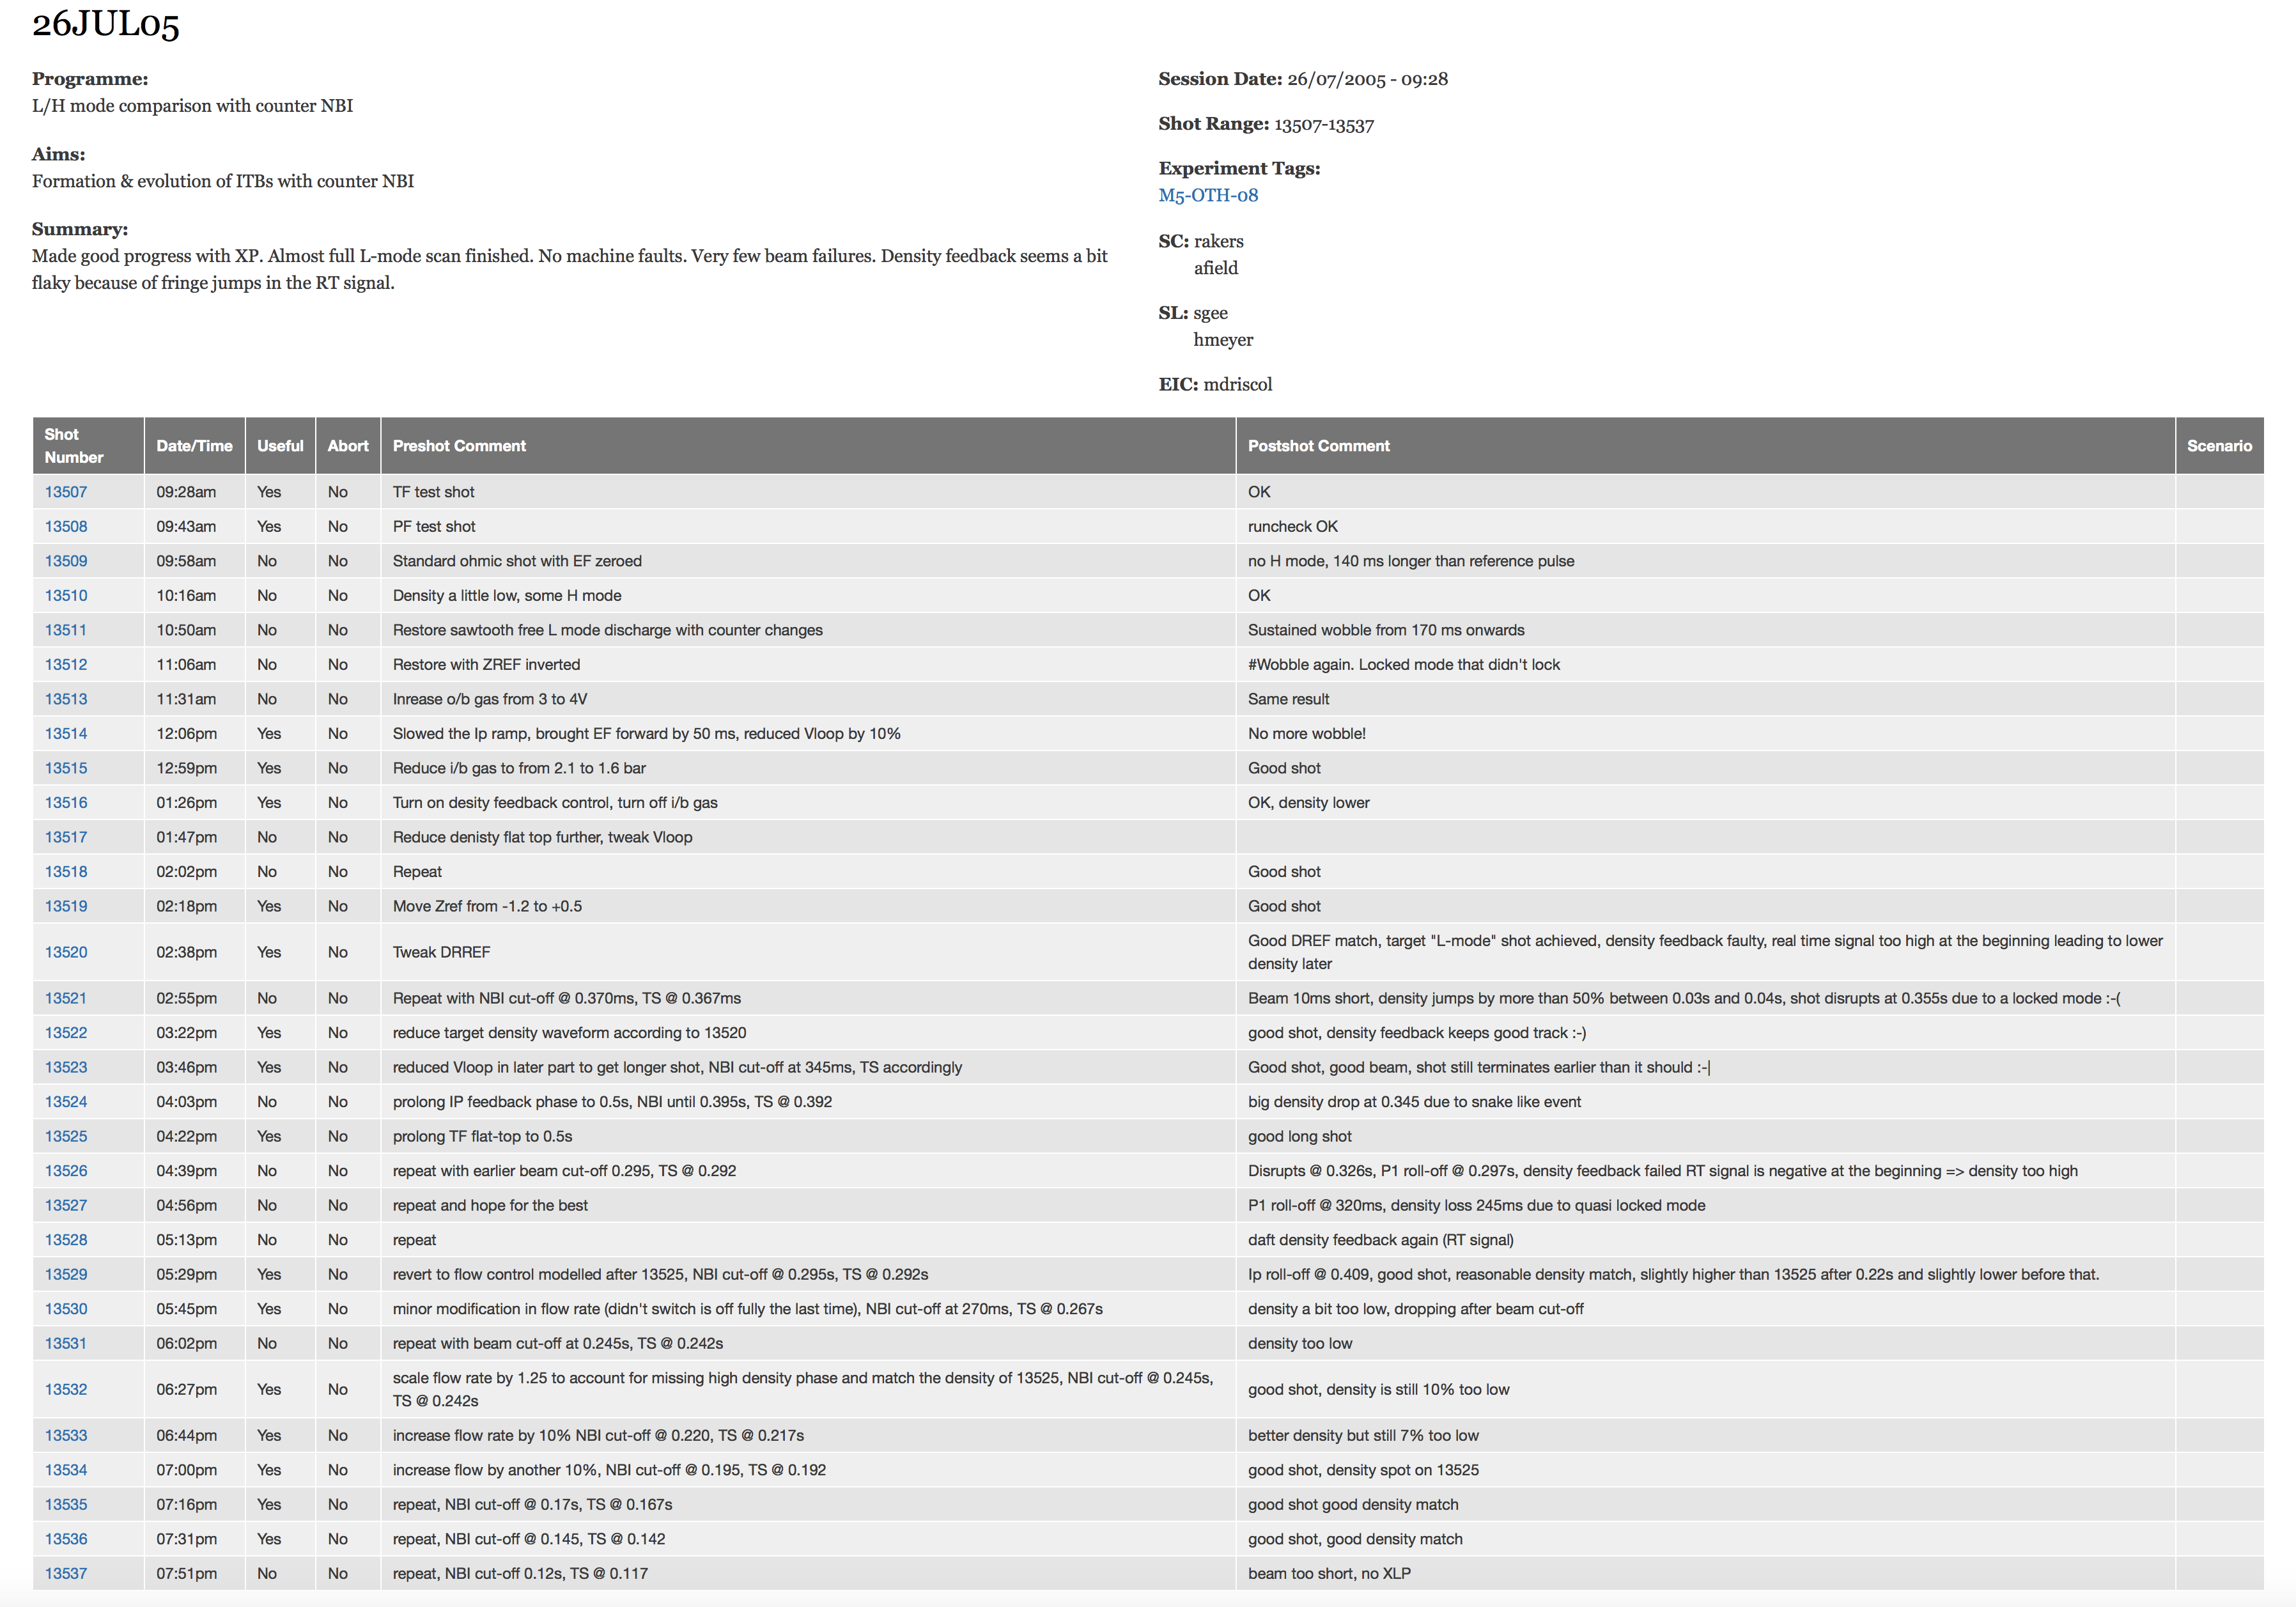 26JUL05
Programme:
L/H mode comparison with counter NBI
Aims:
Formation & evolution of ITBs with counter NBI
Summary:
Made good progress with XP. Almost full L-mode scan finished. No machine faults. Very few beam failures. Density feedback seems a bit
flaky because of fringe jumps in the RT signal.
Session Date: 26/07/2005 - 09:28
Shot Range: 13507-13537
Experiment Tags:
M5-OTH-08
SC: rakers
afield
SL: sgee
hmeyer
EIC: mdriscol
Shot Number Date/Time Useful Abort Preshot Comment Postshot Comment Scenario
13507 09:28am Yes No TF test shot OK
13508 09:43am Yes No PF test shot runcheck OK
13509 09:58am No No Standard ohmic shot with EF zeroed no H mode, 140 ms longer than reference pulse
13510 10:16am No No Density a little low, some H mode OK
13511 10:50am No No Restore sawtooth free L mode discharge with counter changes Sustained wobble from 170 ms onwards
13512 11:06am No No Restore with ZREF inverted #Wobble again. Locked mode that didn't lock
13513 11:31am No No Inrease o/b gas from 3 to 4V Same result
13514 12:06pm Yes No Slowed the Ip ramp, brought EF forward by 50 ms, reduced Vloop by 10% No more wobble!
13515 12:59pm Yes No Reduce i/b gas to from 2.1 to 1.6 bar Good shot
13516 01:26pm Yes No Turn on desity feedback control, turn off i/b gas OK, density lower
13517 01:47pm No No Reduce denisty flat top further, tweak Vloop
13518 02:02pm No No Repeat Good shot
13519 02:18pm Yes No Move Zref from -1.2 to +0.5 Good shot
13520 02:38pm Yes No Tweak DRREF Good DREF match, target "L-mode" shot achieved, density feedback faulty, real time signal too high at the beginning leading to lower
density later
13521 02:55pm No No Repeat with NBI cut-off @ 0.370ms, TS @ 0.367ms Beam 10ms short, density jumps by more than 50% between 0.03s and 0.04s, shot disrupts at 0.355s due to a locked mode :-(
13522 03:22pm Yes No reduce target density waveform according to 13520 good shot, density feedback keeps good track :-)
13523 03:46pm Yes No reduced Vloop in later part to get longer shot, NBI cut-off at 345ms, TS accordingly Good shot, good beam, shot still terminates earlier than it should :-|
13524 04:03pm No No prolong IP feedback phase to 0.5s, NBI until 0.395s, TS @ 0.392 big density drop at 0.345 due to snake like event
13525 04:22pm Yes No prolong TF flat-top to 0.5s good long shot
13526 04:39pm No No repeat with earlier beam cut-off 0.295, TS @ 0.292 Disrupts @ 0.326s, P1 roll-off @ 0.297s, density feedback failed RT signal is negative at the beginning => density too high
13527 04:56pm No No repeat and hope for the best P1 roll-off @ 320ms, density loss 245ms due to quasi locked mode
13528 05:13pm No No repeat daft density feedback again (RT signal)
13529 05:29pm Yes No revert to flow control modelled after 13525, NBI cut-off @ 0.295s, TS @ 0.292s Ip roll-off @ 0.409, good shot, reasonable density match, slightly higher than 13525 after 0.22s and slightly lower before that.
13530 05:45pm Yes No minor modification in flow rate (didn't switch is off fully the last time), NBI cut-off at 270ms, TS @ 0.267s density a bit too low, dropping after beam cut-off
13531 06:02pm No No repeat with beam cut-off at 0.245s, TS @ 0.242s density too low
13532 06:27pm Yes No scale flow rate by 1.25 to account for missing high density phase and match the density of 13525, NBI cut-off @ 0.245s,
TS @ 0.242s good shot, density is still 10% too low
13533 06:44pm Yes No increase flow rate by 10% NBI cut-off @ 0.220, TS @ 0.217s better density but still 7% too low
13534 07:00pm Yes No increase flow by another 10%, NBI cut-off @ 0.195, TS @ 0.192 good shot, density spot on 13525
13535 07:16pm Yes No repeat, NBI cut-off @ 0.17s, TS @ 0.167s good shot good density match
13536 07:31pm Yes No repeat, NBI cut-off @ 0.145, TS @ 0.142 good shot, good density match
13537 07:51pm No No repeat, NBI cut-off 0.12s, TS @ 0.117 beam too short, no XLP